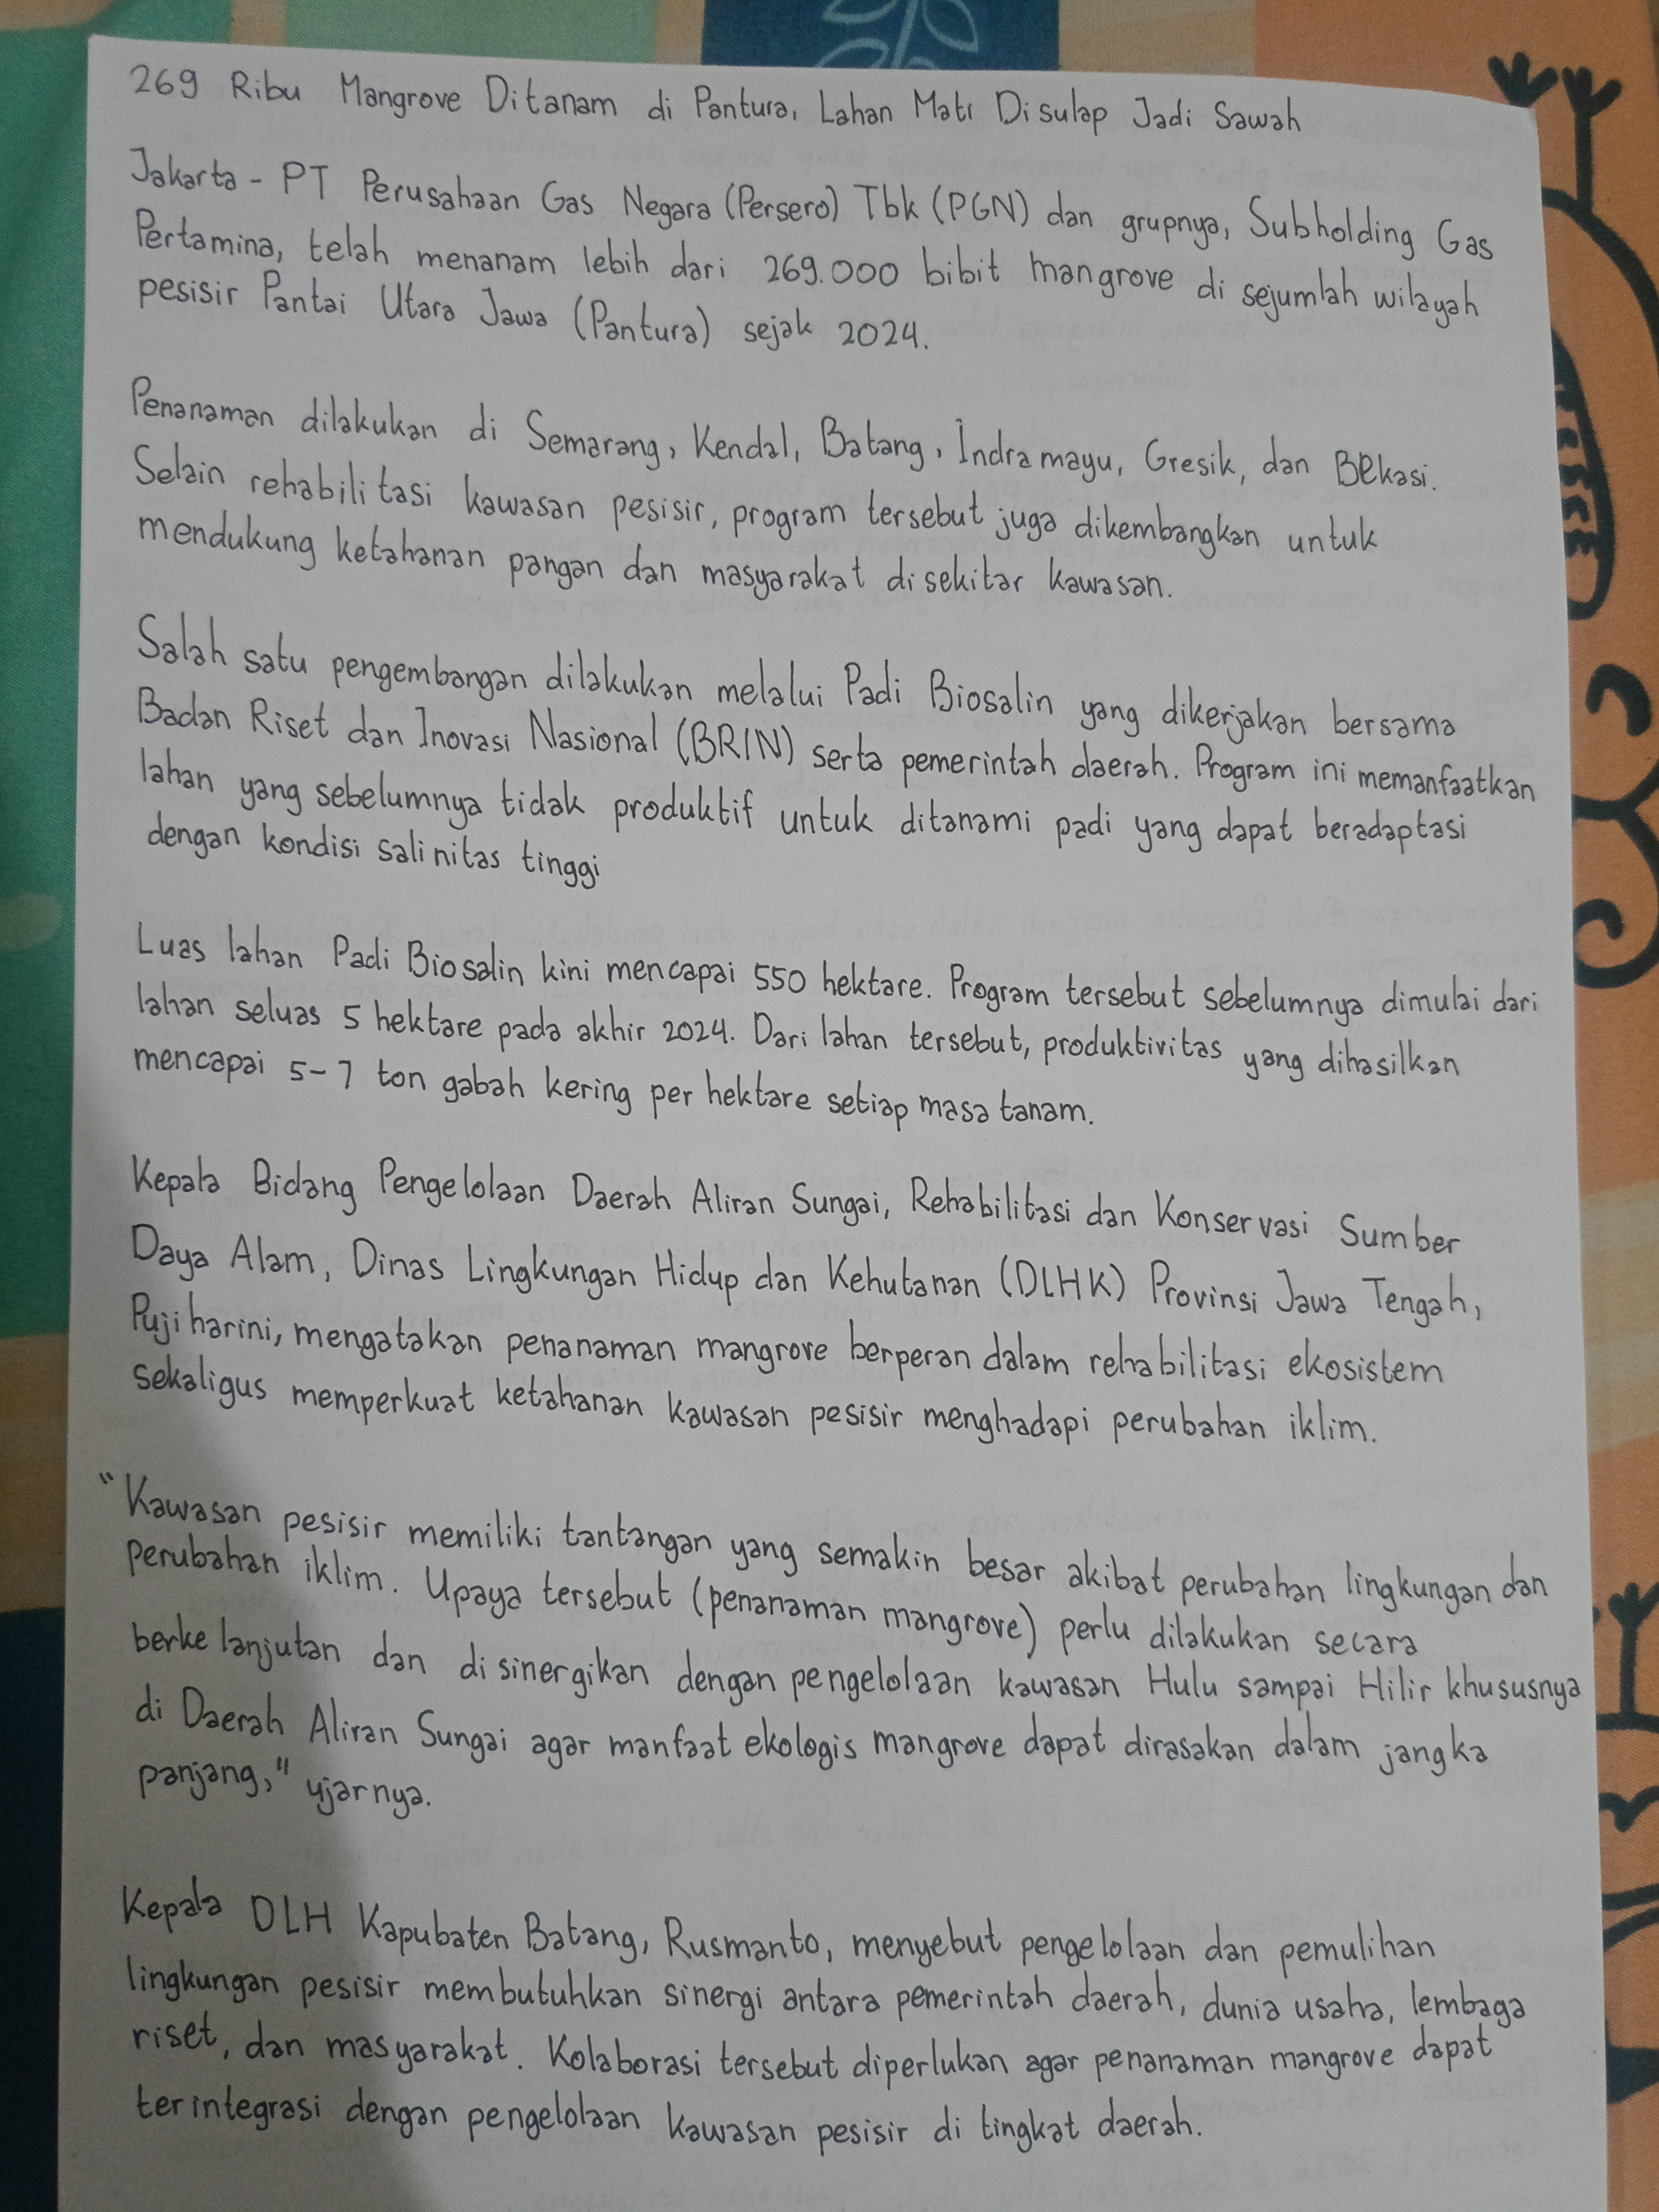 269 Ribu Mangrove Ditanam di Pantura, Lahan Mati Disulap Jadi Sawah
Jakarta - PT Perusahaan Gas Negara (Persero) Tbk (PGN) dan grupnya, Subholding Gas
Pertamina, telah menanam lebih dari 269.000 bibit mangrove di sejumlah wilayah
pesisir Pantai Utara Jawa (Pantura) sejak 2024.
Penanaman dilakukan di Semarang, Kendal, Batang, Indramayu, Gresik, dan Bekasi.
Selain rehabilitasi kawasan pesisir, program tersebut juga dikembangkan untuk
mendukung ketahanan pangan dan masyarakat disekitar kawasan.
Salah satu pengembangan dilakukan melalui Padi Biosalin yang dikerjakan bersama
Badan Riset dan Inovasi Nasional (BRIN) serta pemerintah daerah. Program ini memanfaatkan
lahan yang sebelumnya tidak produktif untuk ditanami padi yang dapat beradaptasi
dengan kondisi salinitas tinggi
Luas lahan Padi Biosalin kini mencapai 550 hektare. Program tersebut sebelumnya dimulai dari
lahan seluas 5 hektare pada akhir 2024. Dari lahan tersebut, produktivitas yang dihasilkan
mencapai 5-7 ton gabah kering per hektare setiap masa tanam.
Kepala Bidang Pengelolaan Daerah Aliran Sungai, Rehabilitasi dan Konservasi Sumber
Daya Alam, Dinas Lingkungan Hidup dan Kehutanan (DLHK) Provinsi Jawa Tengah,
Pujiharini, mengatakan penanaman mangrove berperan dalam rehabilitasi ekosistem
sekaligus memperkuat ketahanan kawasan pesisir menghadapi perubahan iklim.
"Kawasan pesisir memiliki tantangan yang semakin besar akibat perubahan lingkungan dan
perubahan iklim. Upaya tersebut (penanaman mangrove) perlu dilakukan secara
berkelanjutan dan disinergikan dengan pengelolaan kawasan Hulu sampai Hilir khususnya
di Daerah Aliran Sungai agar manfaat ekologis mangrove dapat dirasakan dalam jangka
panjang," ujarnya.
Kepala DLH Kapubaten Batang, Rusmanto, menyebut pengelolaan dan pemulihan
lingkungan pesisir membutuhkan sinergi antara pemerintah daerah, dunia usaha, lembaga
riset, dan masyarakat. Kolaborasi tersebut diperlukan agar penanaman mangrove dapat
terintegrasi dengan pengelolaan kawasan pesisir di tingkat daerah.